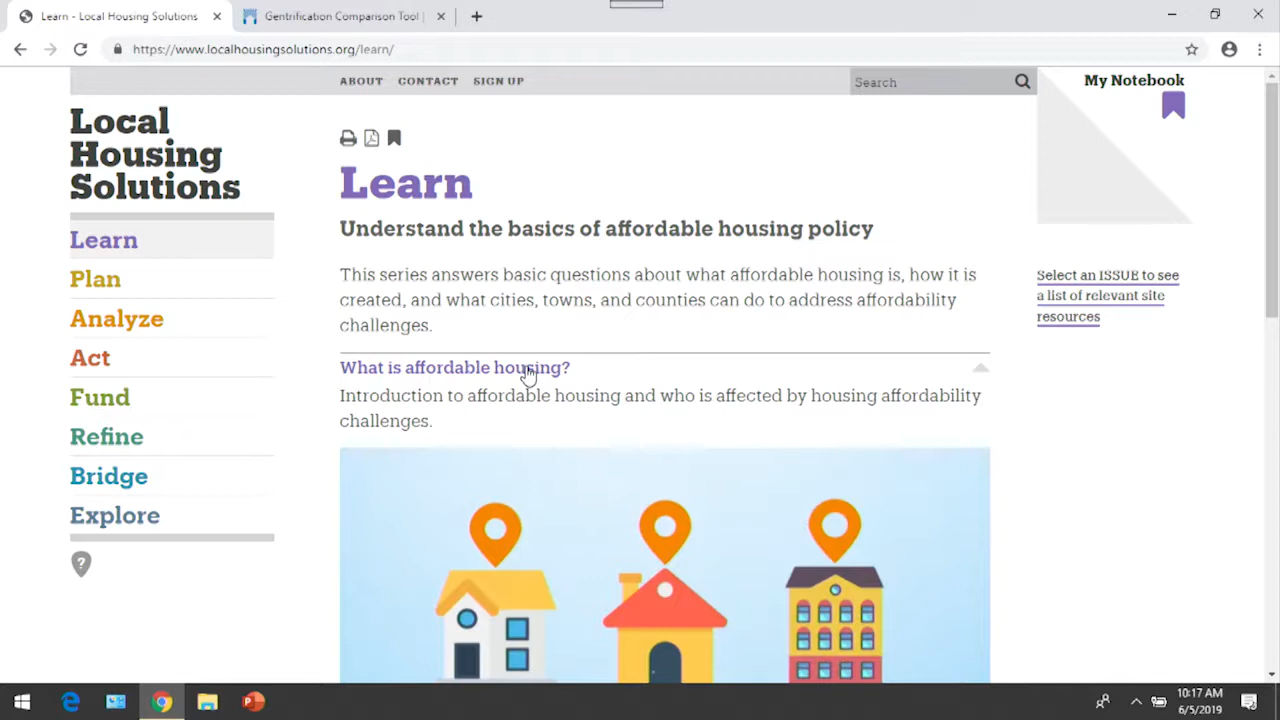 Learn - Local Housing Solutions
Gentrification Comparison Tool |
https://www.localhousingsolutions.org/learn/
ABOUT CONTACT SIGN UP
Search
My Notebook
Local
Housing
Solutions
Learn
Plan
Analyze
Act
Fund
Refine
Bridge
Explore
?
Learn
Understand the basics of affordable housing policy
This series answers basic questions about what affordable housing is, how it is
created, and what cities, towns, and counties can do to address affordability
challenges.
What is affordable housing?
Introduction to affordable housing and who is affected by housing affordability
challenges.
Select an ISSUE to see
a list of relevant site
resources
10:17 AM
6/5/2019